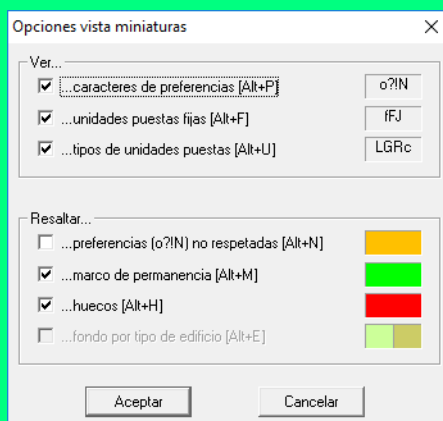 Opciones vista miniaturas
Ver...
...caracteres de preferencias [Alt+P] o?!N
...unidades puestas fijas [Alt+F] fFJ
...tipos de unidades puestas [Alt+U] LGRc
Resaltar...
...preferencias (o?!N) no respetadas [Alt+N]
...marco de permanencia [Alt+M]
...huecos [Alt+H]
...fondo por tipo de edificio [Alt+E]
Aceptar Cancelar